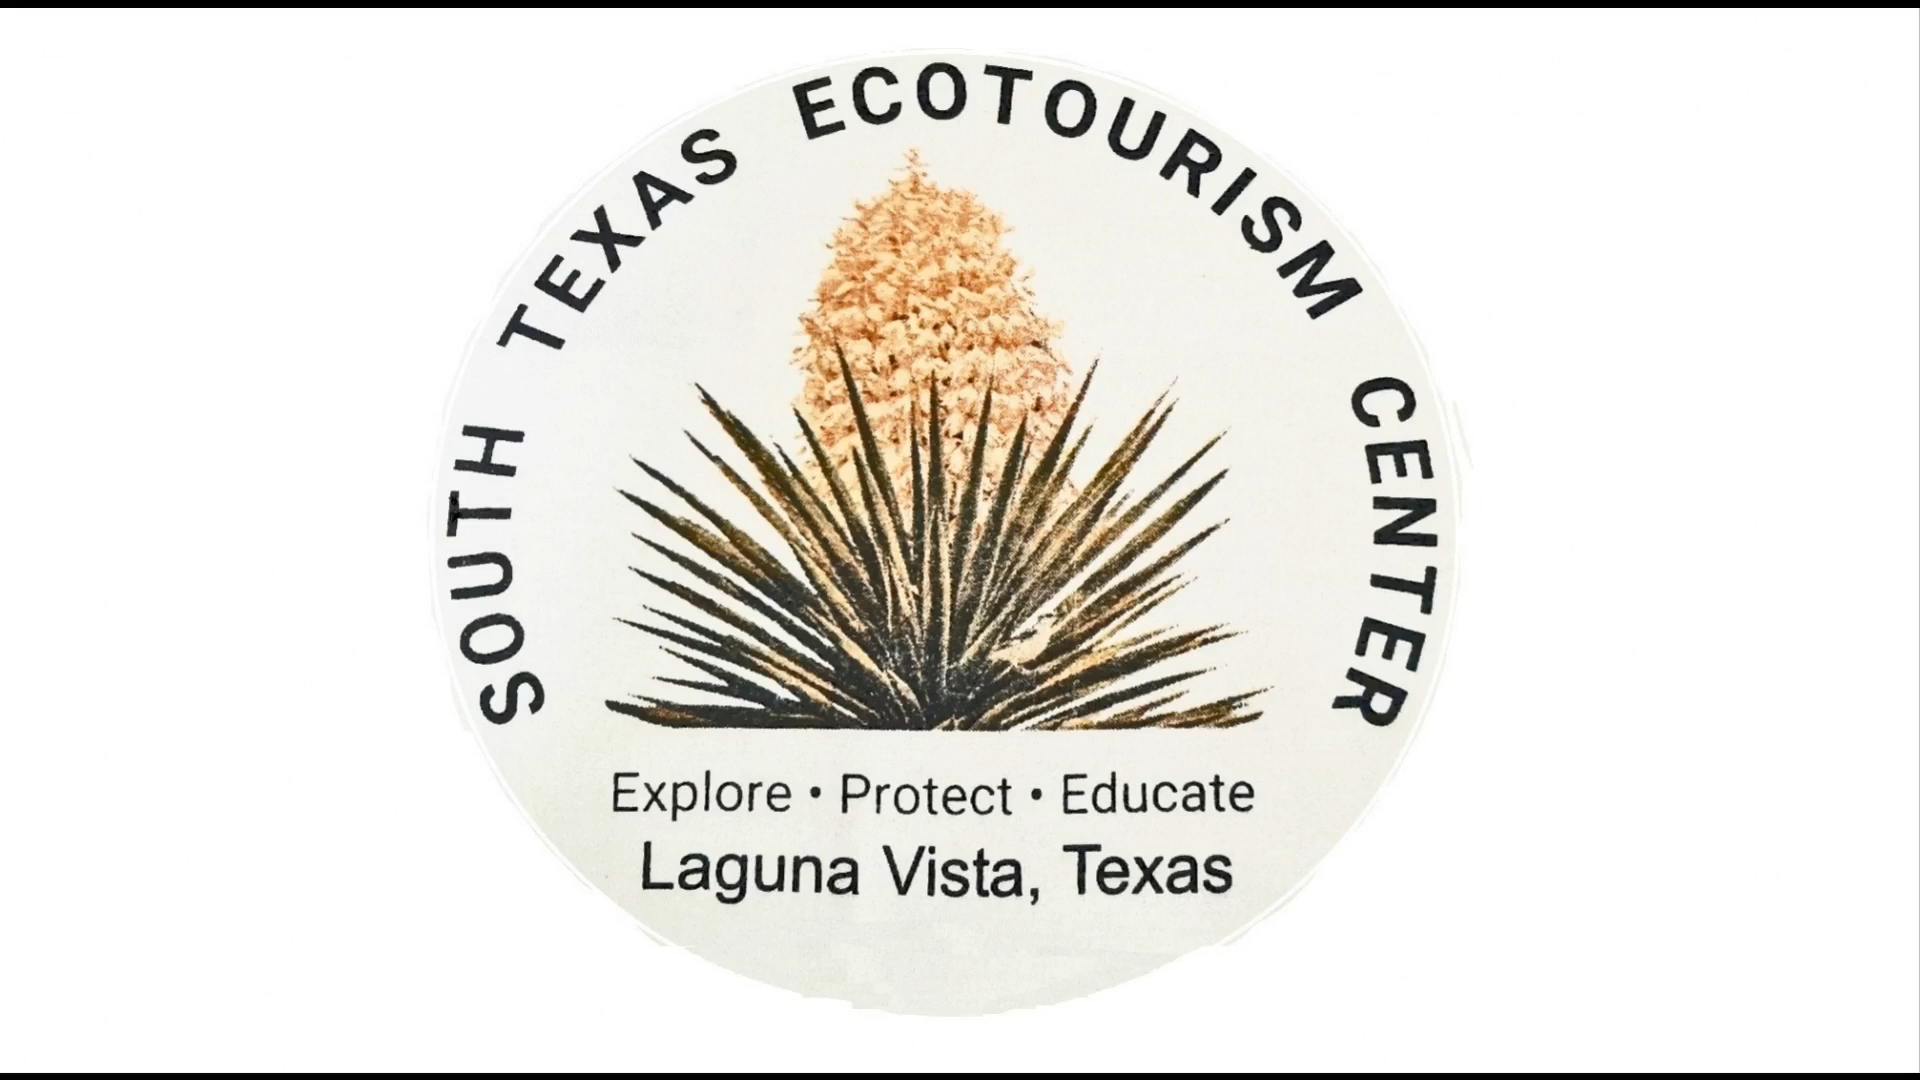 SOUTH TEXAS ECOTOURISM CENTER
Explore • Protect • Educate
Laguna Vista, Texas